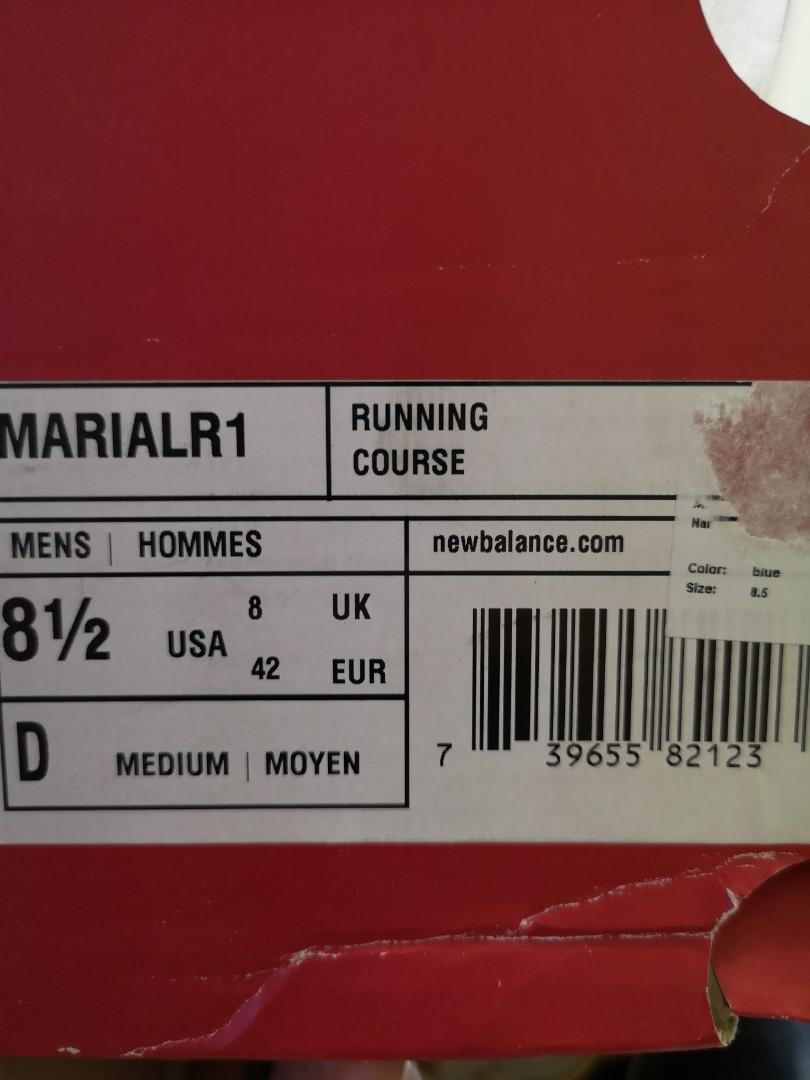 MARIALR1
RUNNING
COURSE
MENS | HOMMES
newbalance.com
8½ USA 8 UK
42 EUR
D MEDIUM | MOYEN
Color: blue
Size: 8.5
7 39655 82123